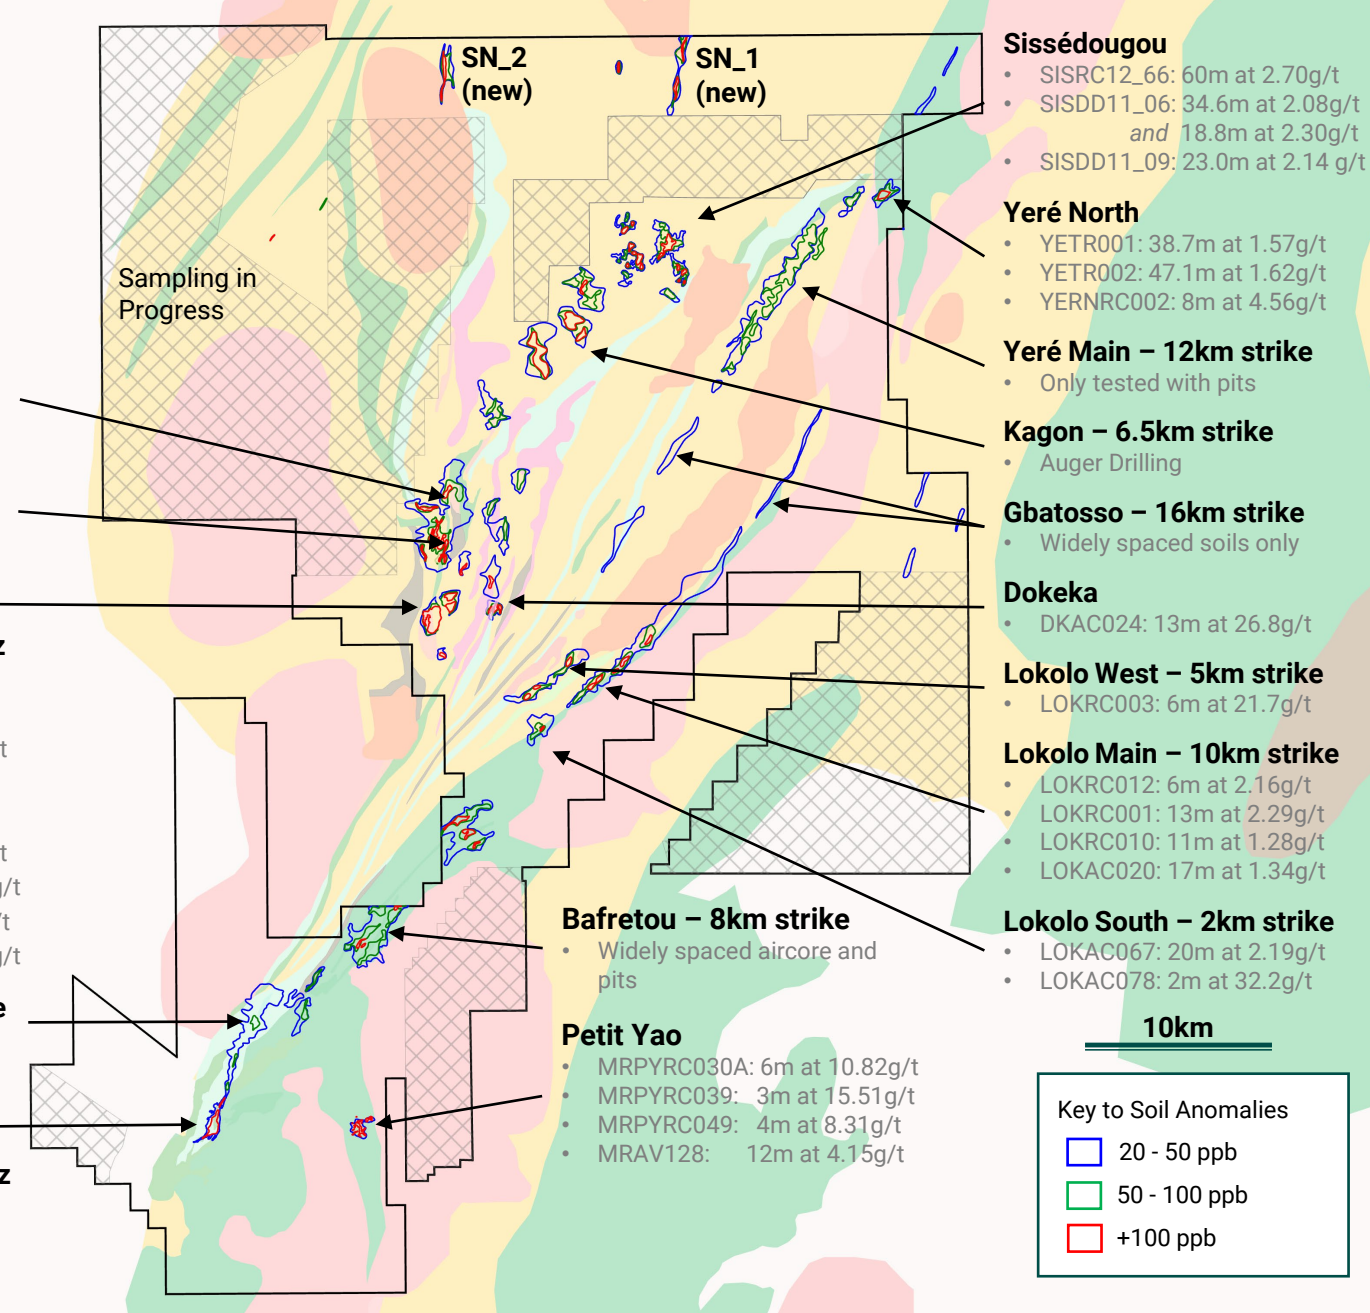 SN_2
(new)
SN_1
(new)
Sampling in
Progress
Sissédougou
• SISRC12_66: 60m at 2.70g/t
• SISDD11_06: 34.6m at 2.08g/t
and 18.8m at 2.30g/t
• SISDD11_09: 23.0m at 2.14 g/t
Yeré North
• YETR001: 38.7m at 1.57g/t
• YETR002: 47.1m at 1.62g/t
• YERNRC002: 8m at 4.56g/t
Yeré Main – 12km strike
• Only tested with pits
Kagon – 6.5km strike
• Auger Drilling
Gbatosso – 16km strike
• Widely spaced soils only
Dokeka
• DKAC024: 13m at 26.8g/t
Lokolo West – 5km strike
• LOKRC003: 6m at 21.7g/t
Lokolo Main – 10km strike
• LOKRC012: 6m at 2.16g/t
• LOKRC001: 13m at 2.29g/t
• LOKRC010: 11m at 1.28g/t
• LOKAC020: 17m at 1.34g/t
Lokolo South – 2km strike
• LOKAC067: 20m at 2.19g/t
• LOKAC078: 2m at 32.2g/t
z
t
t
g/t
/t
g/t
e
z
Bafretou – 8km strike
• Widely spaced aircore and
pits
Petit Yao
• MRPYRC030A: 6m at 10.82g/t
• MRPYRC039: 3m at 15.51g/t
• MRPYRC049: 4m at 8.31g/t
• MRAV128: 12m at 4.15g/t
10km
Key to Soil Anomalies
20 - 50 ppb
50 - 100 ppb
+100 ppb